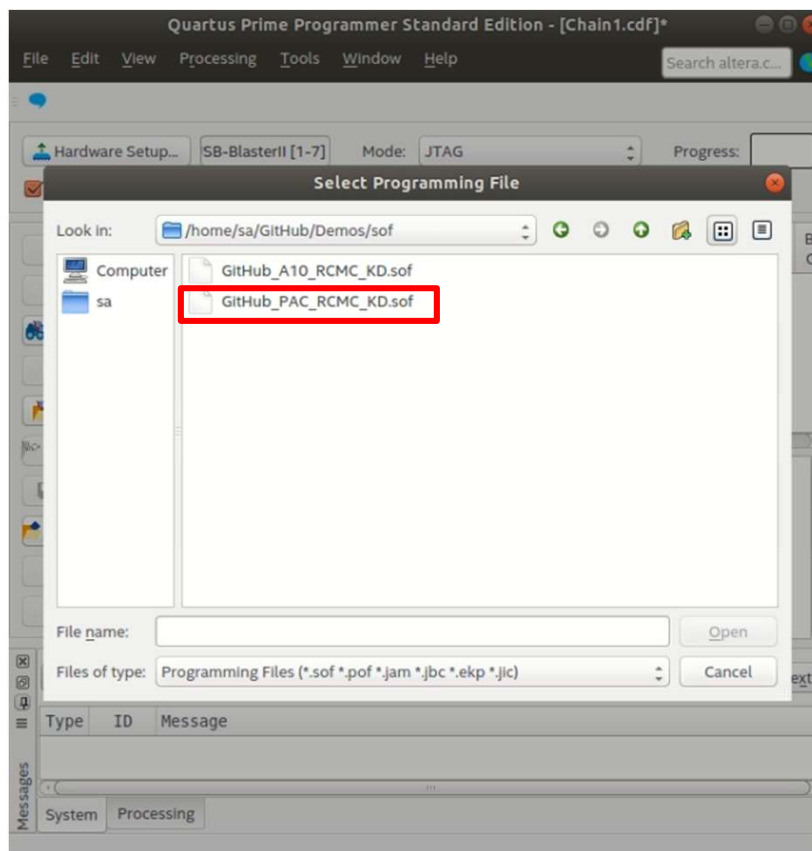 Quartus Prime Programmer Standard Edition - [Chain1.cdf]*
File Edit View Processing Tools Window Help
Search altera.c...
Hardware Setup... SB-BlasterII [1-7] Mode: JTAG Progress:
Select Programming File
Look in: /home/sa/GitHub/Demos/sof
Computer GitHub_A10_RCMC_KD.sof
sa GitHub_PAC_RCMC_KD.sof
File name: Open
Files of type: Programming Files (*.sof *.pof *.jam *.jbc *.ekp *.jic) Cancel
Type ID Message
Messages
System Processing